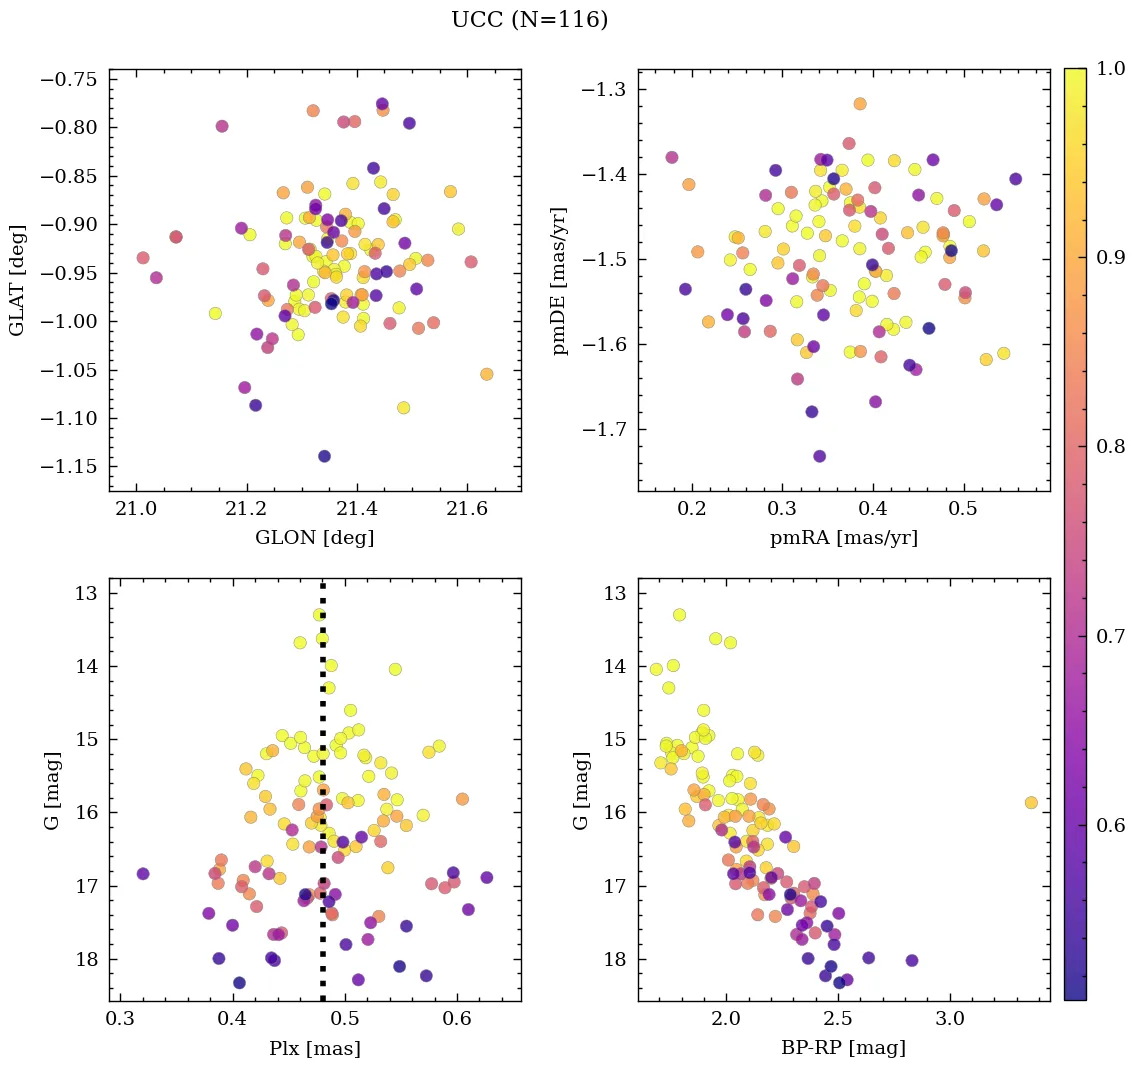 UCC (N=116)
−0.75
−0.80
−0.85
−0.90
−0.95
−1.00
−1.05
−1.10
−1.15
GLAT [deg]
21.0 21.2 21.4 21.6
GLON [deg]
−1.3
−1.4
−1.5
−1.6
−1.7
pmDE [mas/yr]
0.2 0.3 0.4 0.5
pmRA [mas/yr]
13
14
15
16
17
18
G [mag]
0.3 0.4 0.5 0.6
Plx [mas]
13
14
15
16
17
18
G [mag]
2.0 2.5 3.0
BP-RP [mag]
1.0
0.9
0.8
0.7
0.6